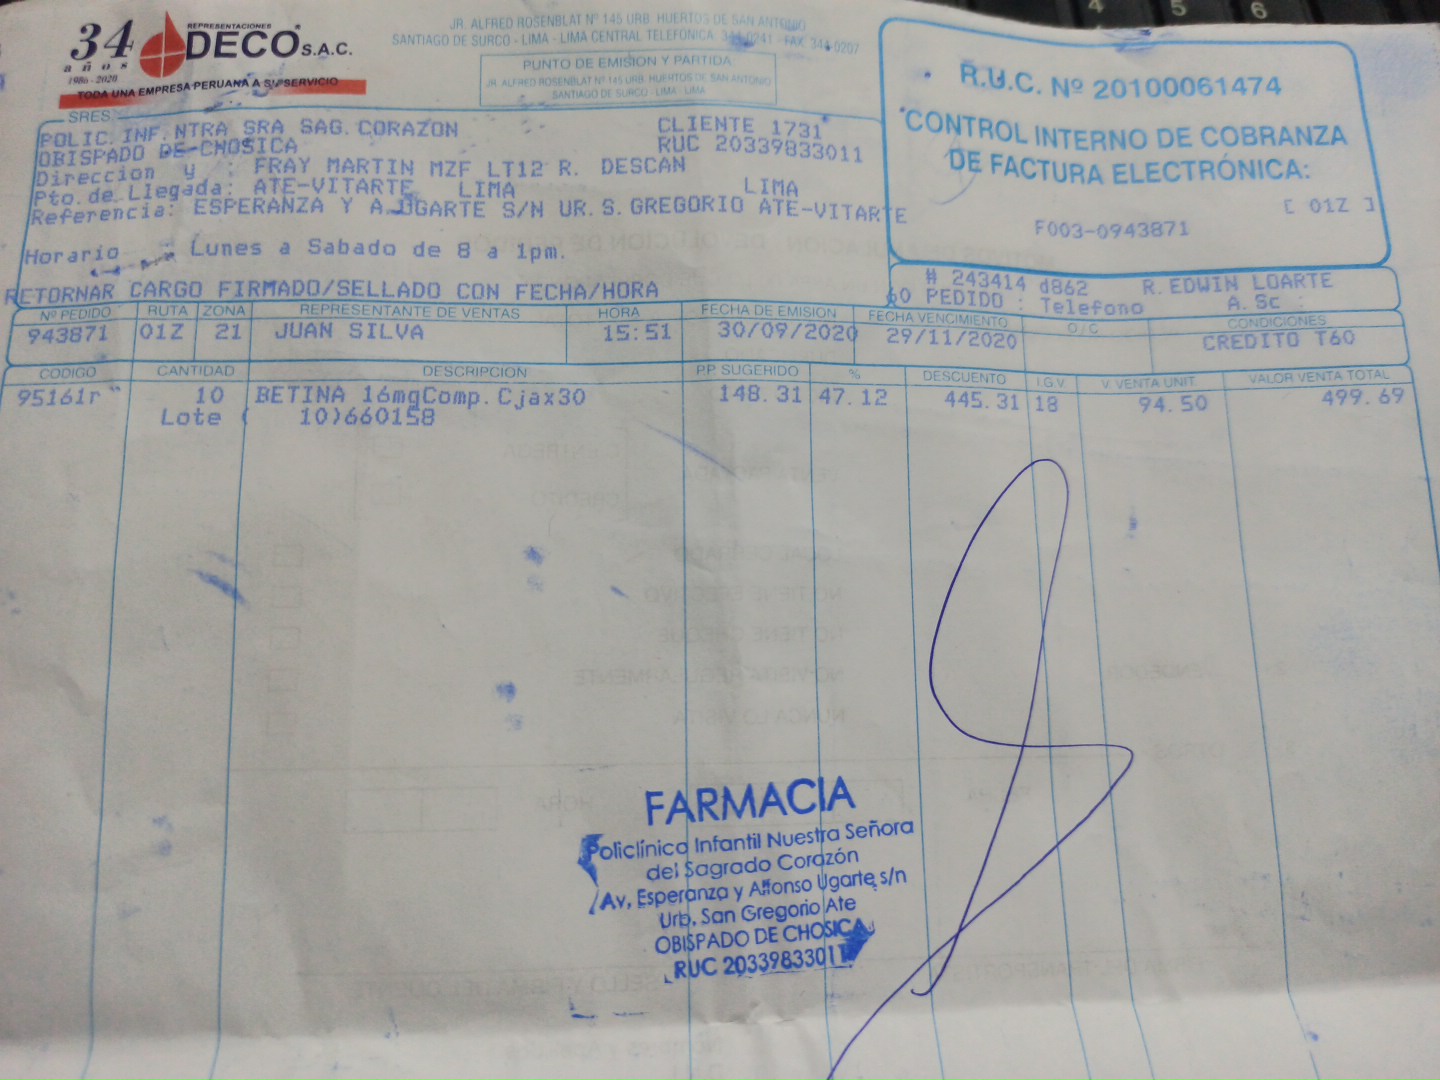 34 años
1986-2020
REPRESENTACIONES
DECO S.A.C.
TODA UNA EMPRESA PERUANA A SU SERVICIO
JR. ALFRED ROSENBLAT Nº 145 URB. HUERTOS DE SAN ANTONIO
SANTIAGO DE SURCO - LIMA - LIMA CENTRAL TELEFÓNICA 344-0241 - FAX 344-0207
PUNTO DE EMISION Y PARTIDA
JR. ALFRED ROSENBLAT Nº 145 URB. HUERTOS DE SAN ANTONIO
SANTIAGO DE SURCO - LIMA - LIMA
R.U.C. Nº 20100061474
CONTROL INTERNO DE COBRANZA
DE FACTURA ELECTRÓNICA:
[ 01Z ]
F003-0943871
SRES
POLIC. INF. NTRA SRA SAG. CORAZON CLIENTE 1731
OBISPADO DE CHOSICA RUC 20339833011
Direccion y : FRAY MARTIN MZF LT12 R. DESCAN
Pto. de Llegada: ATE-VITARTE LIMA LIMA
Referencia: ESPERANZA Y A.UGARTE S/N UR. S. GREGORIO ATE-VITARTE
Horario Lunes a Sabado de 8 a 1pm.
RETORNAR CARGO FIRMADO/SELLADO CON FECHA/HORA
# 243414 d862 R. EDWIN LOARTE
60 PEDIDO : Telefono A. Sc :
Nº PEDIDO RUTA ZONA REPRESENTANTE DE VENTAS HORA FECHA DE EMISION FECHA VENCIMIENTO O/C CONDICIONES
943871 01Z 21 JUAN SILVA 15:51 30/09/2020 29/11/2020 CREDITO T60
CODIGO CANTIDAD DESCRIPCION P.P. SUGERIDO % DESCUENTO I.G.V. V. VENTA UNIT. VALOR VENTA TOTAL
95161r 10 BETINA 16mgComp.Cjax30 148.31 47.12 445.31 18 94.50 499.69
Lote ( 10)660158
FARMACIA
Policlínico Infantil Nuestra Señora
del Sagrado Corazón
Av. Esperanza y Alfonso Ugarte s/n
Urb. San Gregorio Ate
OBISPADO DE CHOSICA
RUC 20339833011